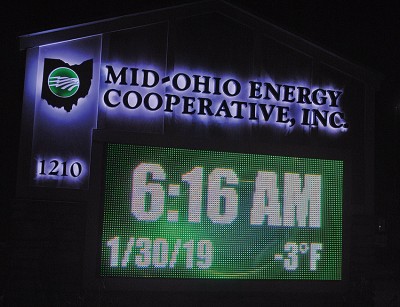 MID-OHIO ENERGY
COOPERATIVE, INC.
1210
6:16 AM
1/30/19 -3°F